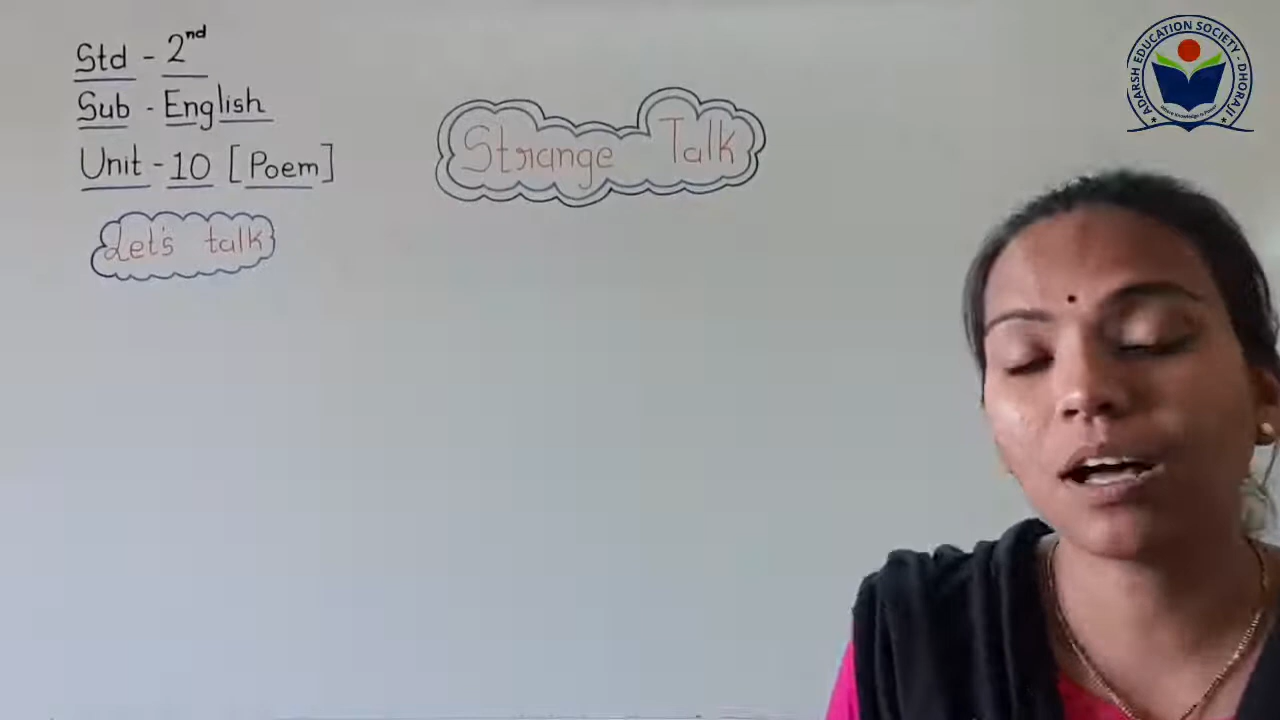 Std - 2nd
Sub - English
Unit - 10 [Poem]
Let's talk
Strange Talk
ADARSH EDUCATION SOCIETY - DHORAJI